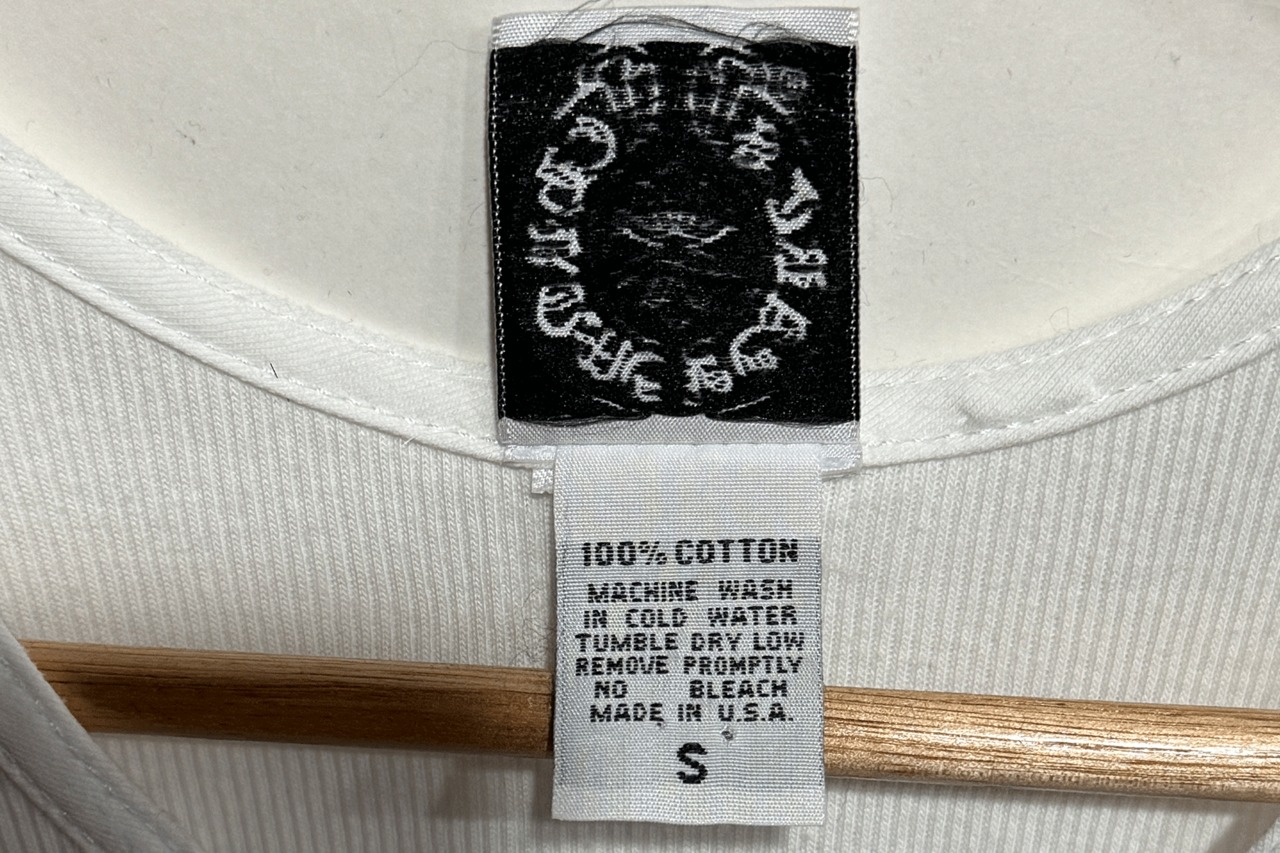 100% COTTON
MACHINE WASH
IN COLD WATER
TUMBLE DRY LOW
REMOVE PROMPTLY
NO BLEACH
MADE IN U.S.A.
S